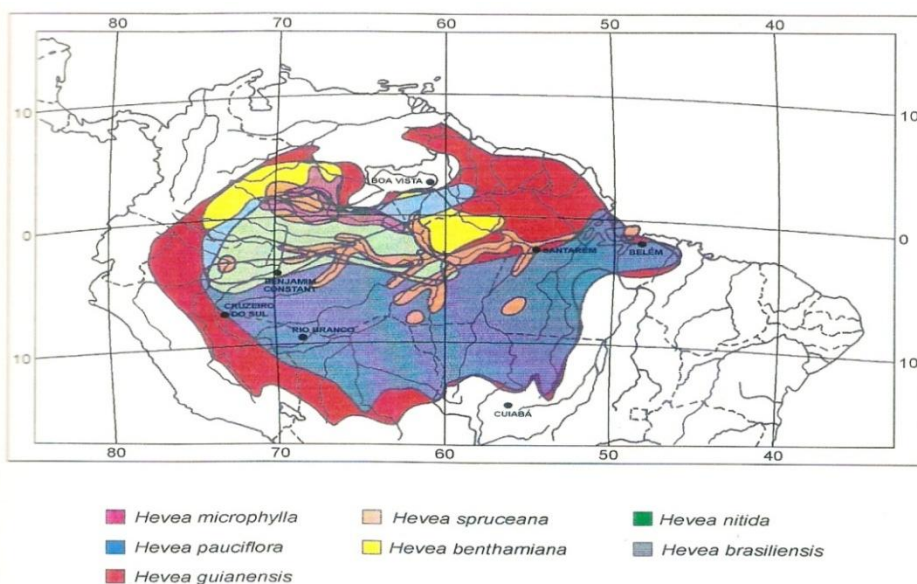 80 70 60 50 40
10 10
BOA VISTA
0 0
SANTARÉM BELÉM
BENJAMIM
CONSTANT
CRUZEIRO
DO SUL
RIO BRANCO
10 10
CUIABÁ
80 70 60 50 40
Hevea microphylla Hevea spruceana Hevea nitida
Hevea pauciflora Hevea benthamiana Hevea brasiliensis
Hevea guianensis